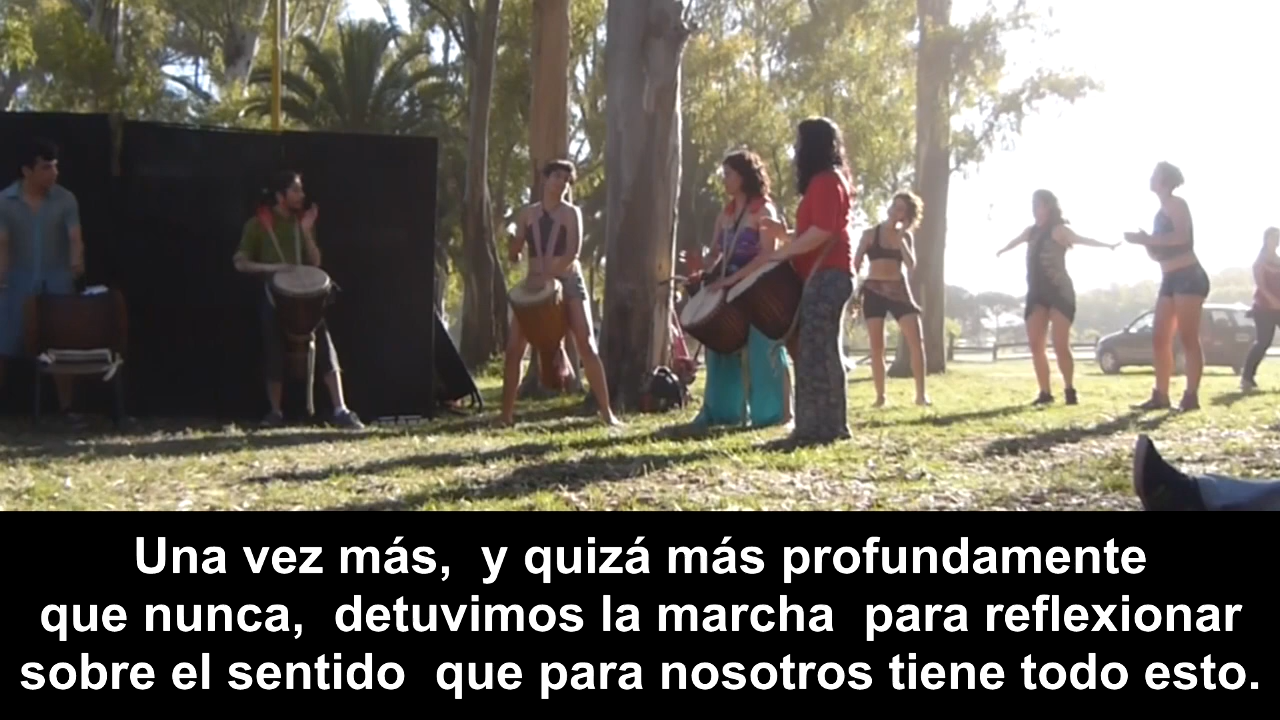 Una vez más, y quizá más profundamente
que nunca, detuvimos la marcha para reflexionar
sobre el sentido que para nosotros tiene todo esto.